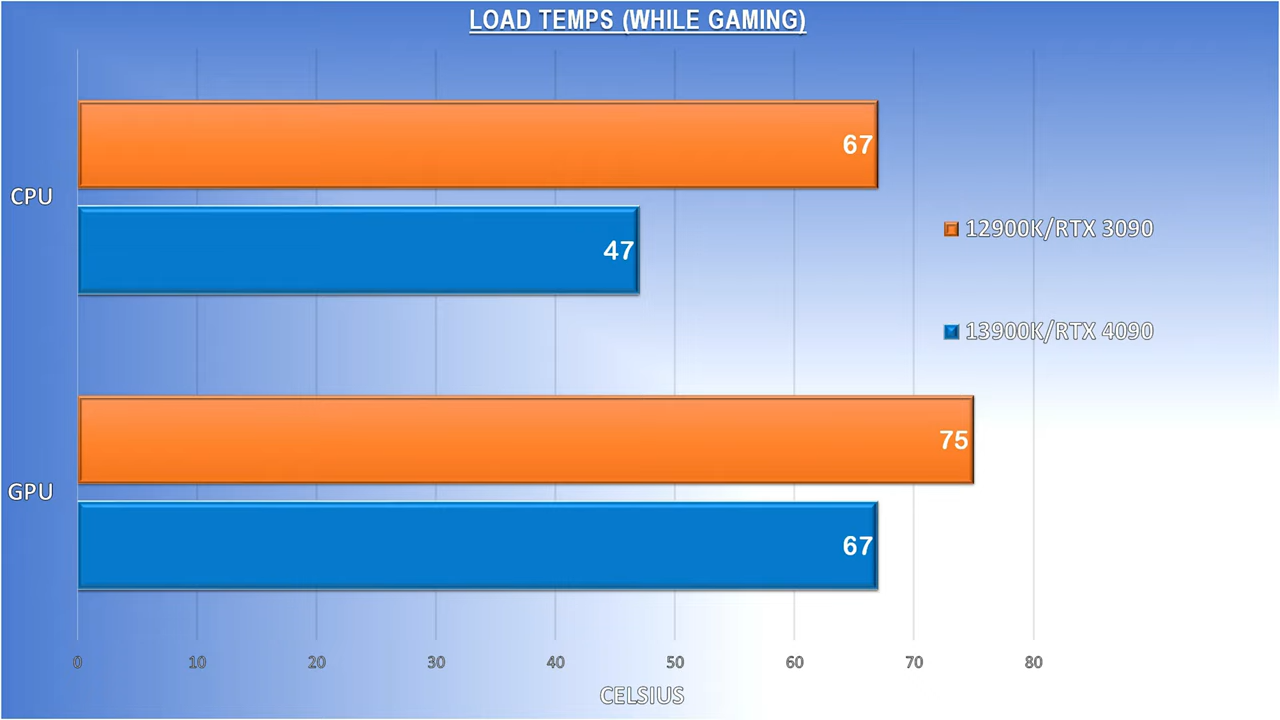 LOAD TEMPS (WHILE GAMING)
67
CPU
47
12900K/RTX 3090
13900K/RTX 4090
75
GPU
67
0 10 20 30 40 50 60 70 80
CELSIUS